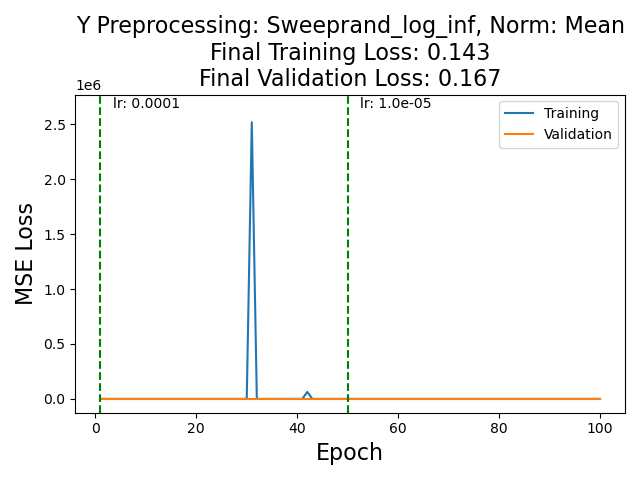 Y Preprocessing: Sweeprand_log_inf, Norm: Mean
Final Training Loss: 0.143
Final Validation Loss: 0.167
1e6
lr: 0.0001
lr: 1.0e-05
Training
Validation
2.5
2.0
1.5
1.0
0.5
0.0
MSE Loss
0
20
40
60
80
100
Epoch